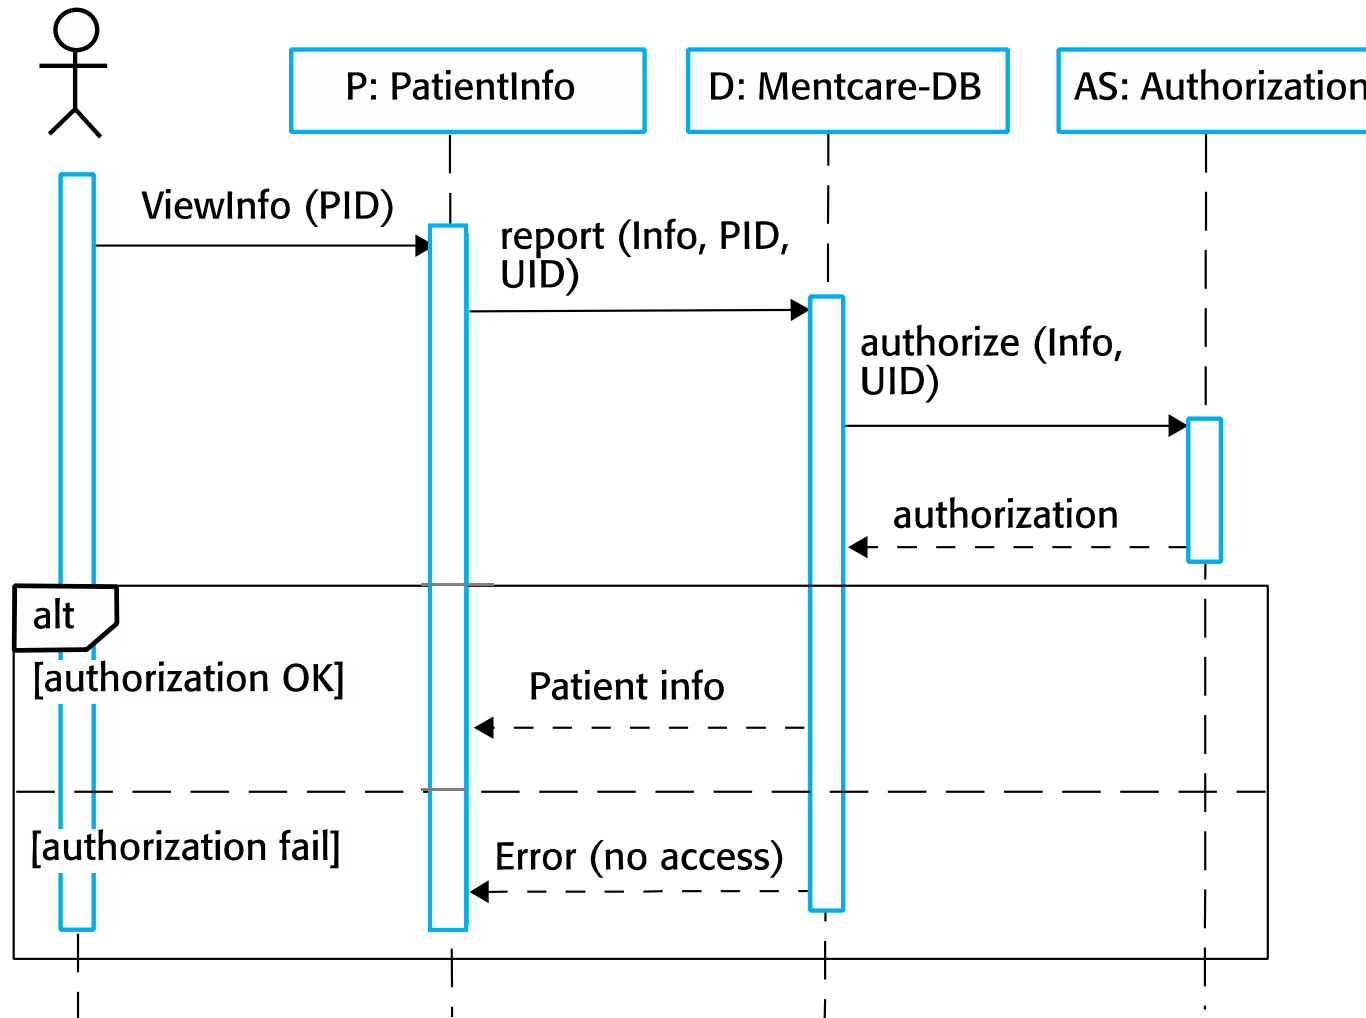 P: PatientInfo
D: Mentcare-DB
AS: Authorization
ViewInfo (PID)
report (Info, PID,
UID)
authorize (Info,
UID)
authorization
alt
[authorization OK]
Patient info
[authorization fail]
Error (no access)